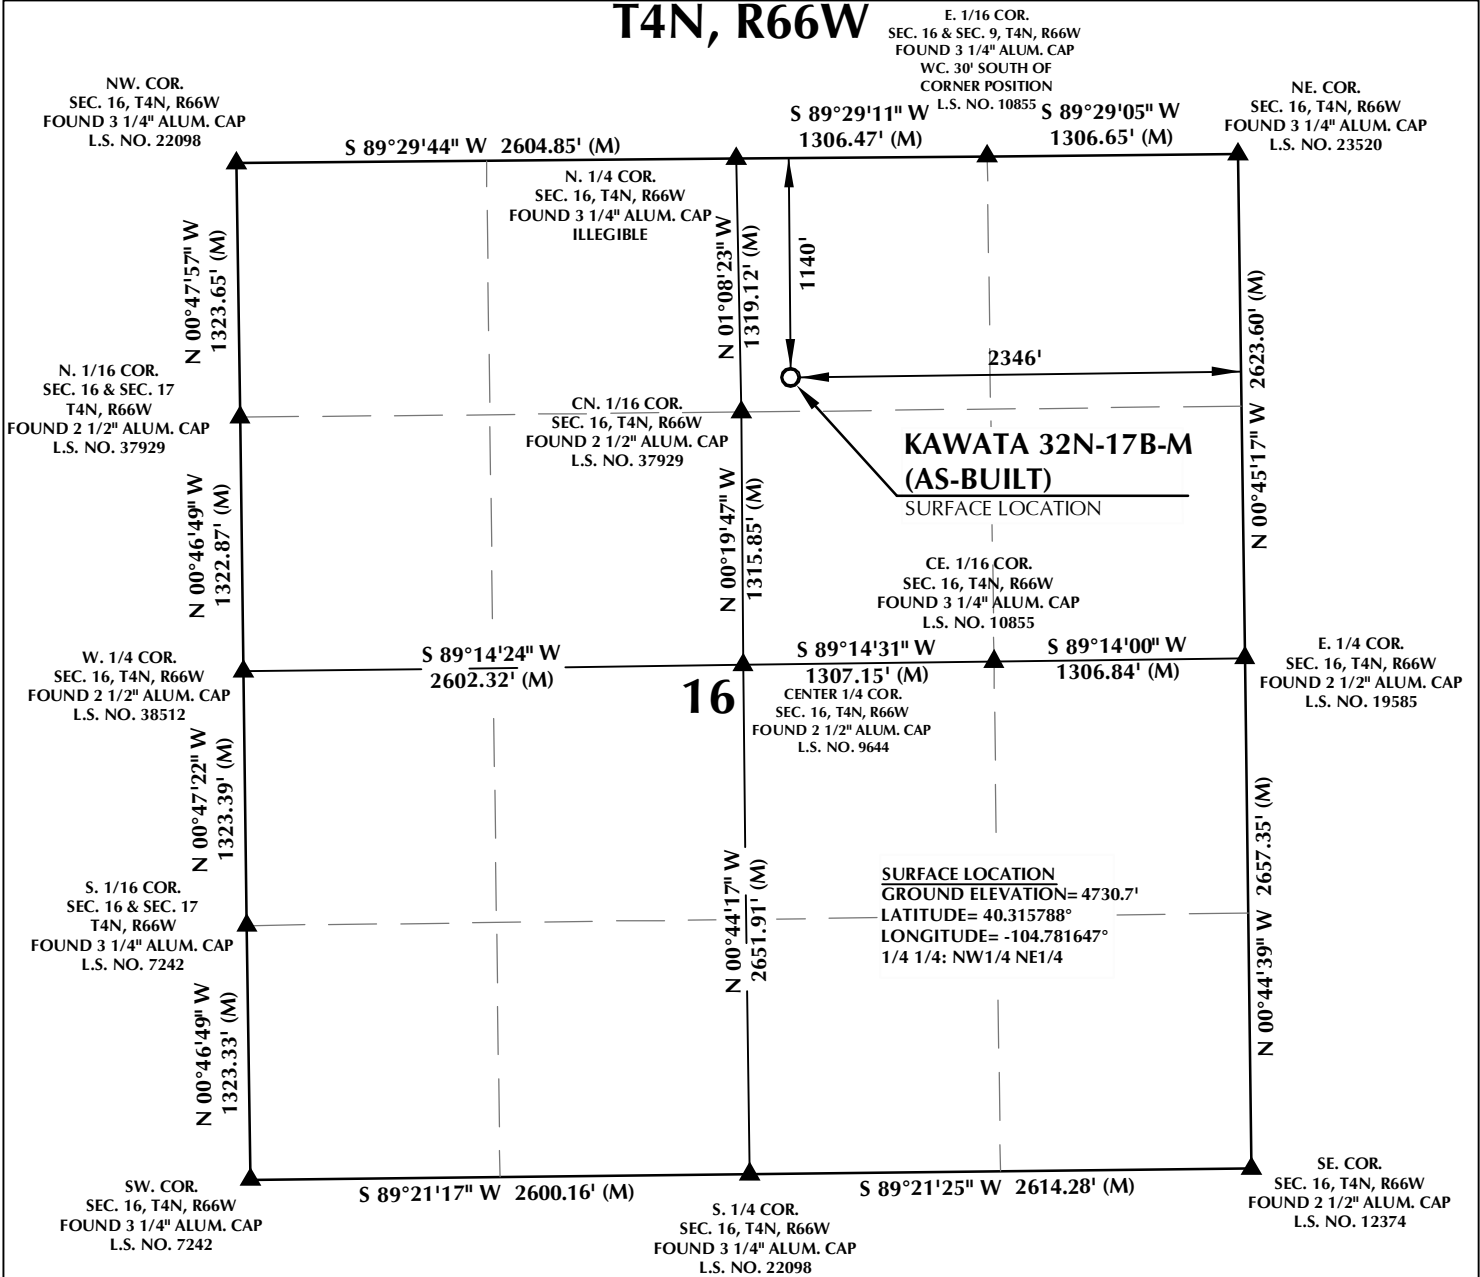 T4N, R66W
E. 1/16 COR.
SEC. 16 & SEC. 9, T4N, R66W
FOUND 3 1/4" ALUM. CAP
WC. 30' SOUTH OF
CORNER POSITION
L.S. NO. 10855
NW. COR.
SEC. 16, T4N, R66W
FOUND 3 1/4" ALUM. CAP
L.S. NO. 22098
NE. COR.
SEC. 16, T4N, R66W
FOUND 3 1/4" ALUM. CAP
L.S. NO. 23520
S 89°29'44" W 2604.85' (M)
S 89°29'11" W
1306.47' (M)
S 89°29'05" W
1306.65' (M)
N. 1/4 COR.
SEC. 16, T4N, R66W
FOUND 3 1/4" ALUM. CAP
ILLEGIBLE
N 00°47'57" W
1323.65' (M)
N 01°08'23" W
1319.12' (M)
1140'
2346'
N 00°45'17" W 2623.60' (M)
N. 1/16 COR.
SEC. 16 & SEC. 17
T4N, R66W
FOUND 2 1/2" ALUM. CAP
L.S. NO. 37929
CN. 1/16 COR.
SEC. 16, T4N, R66W
FOUND 2 1/2" ALUM. CAP
L.S. NO. 37929
KAWATA 32N-17B-M
(AS-BUILT)
SURFACE LOCATION
N 00°46'49" W
1322.87' (M)
N 00°19'47" W
1315.85' (M)
CE. 1/16 COR.
SEC. 16, T4N, R66W
FOUND 3 1/4" ALUM. CAP
L.S. NO. 10855
W. 1/4 COR.
SEC. 16, T4N, R66W
FOUND 2 1/2" ALUM. CAP
L.S. NO. 38512
S 89°14'24" W
2602.32' (M)
S 89°14'31" W
1307.15' (M)
S 89°14'00" W
1306.84' (M)
E. 1/4 COR.
SEC. 16, T4N, R66W
FOUND 2 1/2" ALUM. CAP
L.S. NO. 19585
16
CENTER 1/4 COR.
SEC. 16, T4N, R66W
FOUND 2 1/2" ALUM. CAP
L.S. NO. 9644
N 00°47'22" W
1323.39' (M)
N 00°44'17" W
2651.91' (M)
N 00°44'39" W 2657.35' (M)
SURFACE LOCATION
GROUND ELEVATION= 4730.7'
LATITUDE= 40.315788°
LONGITUDE= -104.781647°
1/4 1/4: NW1/4 NE1/4
S. 1/16 COR.
SEC. 16 & SEC. 17
T4N, R66W
FOUND 3 1/4" ALUM. CAP
L.S. NO. 7242
N 00°46'49" W
1323.33' (M)
SW. COR.
SEC. 16, T4N, R66W
FOUND 3 1/4" ALUM. CAP
L.S. NO. 7242
S 89°21'17" W 2600.16' (M)
S 89°21'25" W 2614.28' (M)
S. 1/4 COR.
SEC. 16, T4N, R66W
FOUND 3 1/4" ALUM. CAP
L.S. NO. 22098
SE. COR.
SEC. 16, T4N, R66W
FOUND 2 1/2" ALUM. CAP
L.S. NO. 12374